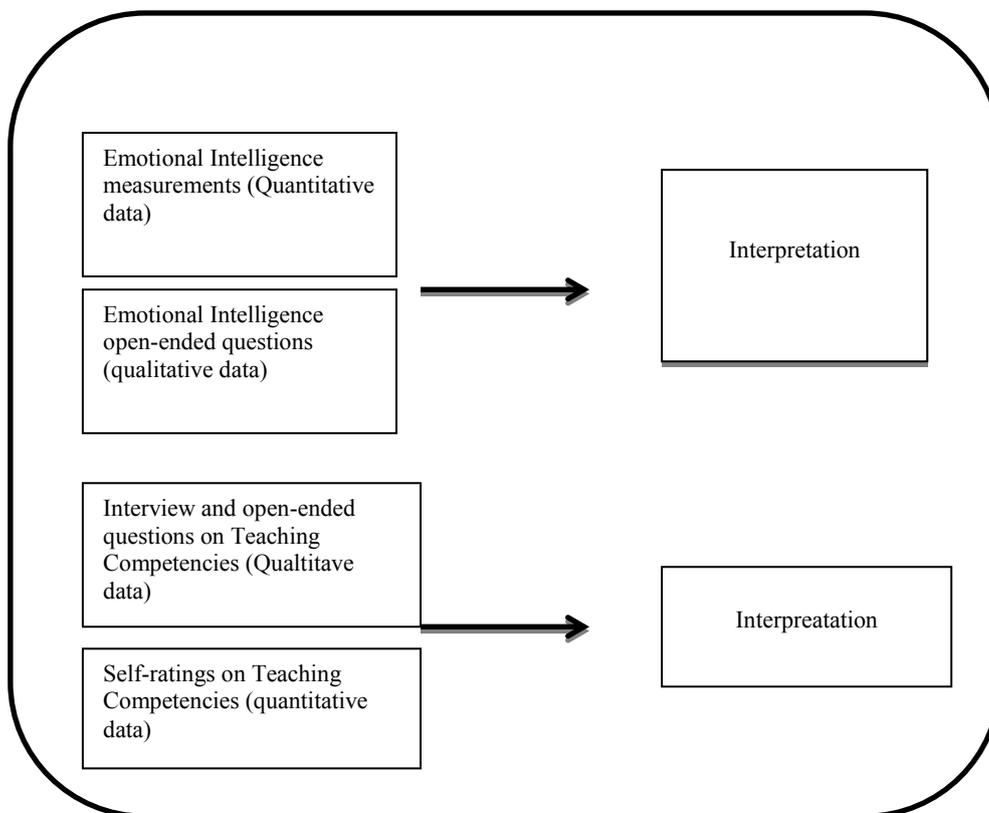 Emotional Intelligence
measurements (Quantitative
data)
Interpretation
Emotional Intelligence
open-ended questions
(qualitative data)
Interview and open-ended
questions on Teaching
Competencies (Qualtitave
data)
Interpreatation
Self-ratings on Teaching
Competencies (quantitative
data)